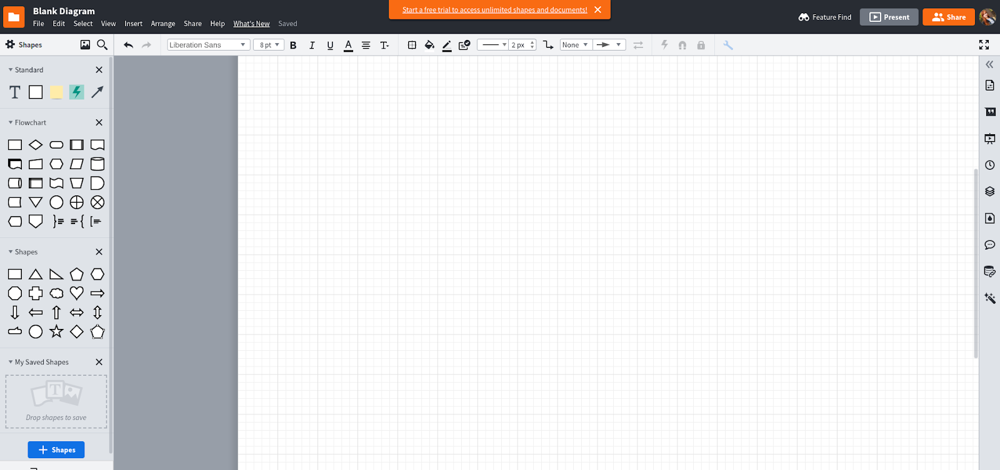 Blank Diagram
Start a free trial to access unlimited shapes and documents!
File Edit Select View Insert Arrange Share Help What's New Saved
Feature Find
Present
Share
Shapes
Liberation Sans
8 pt
B I U A T
2 px
None
Standard
T
Flowchart
Shapes
My Saved Shapes
T
Drop shapes to save
+ Shapes